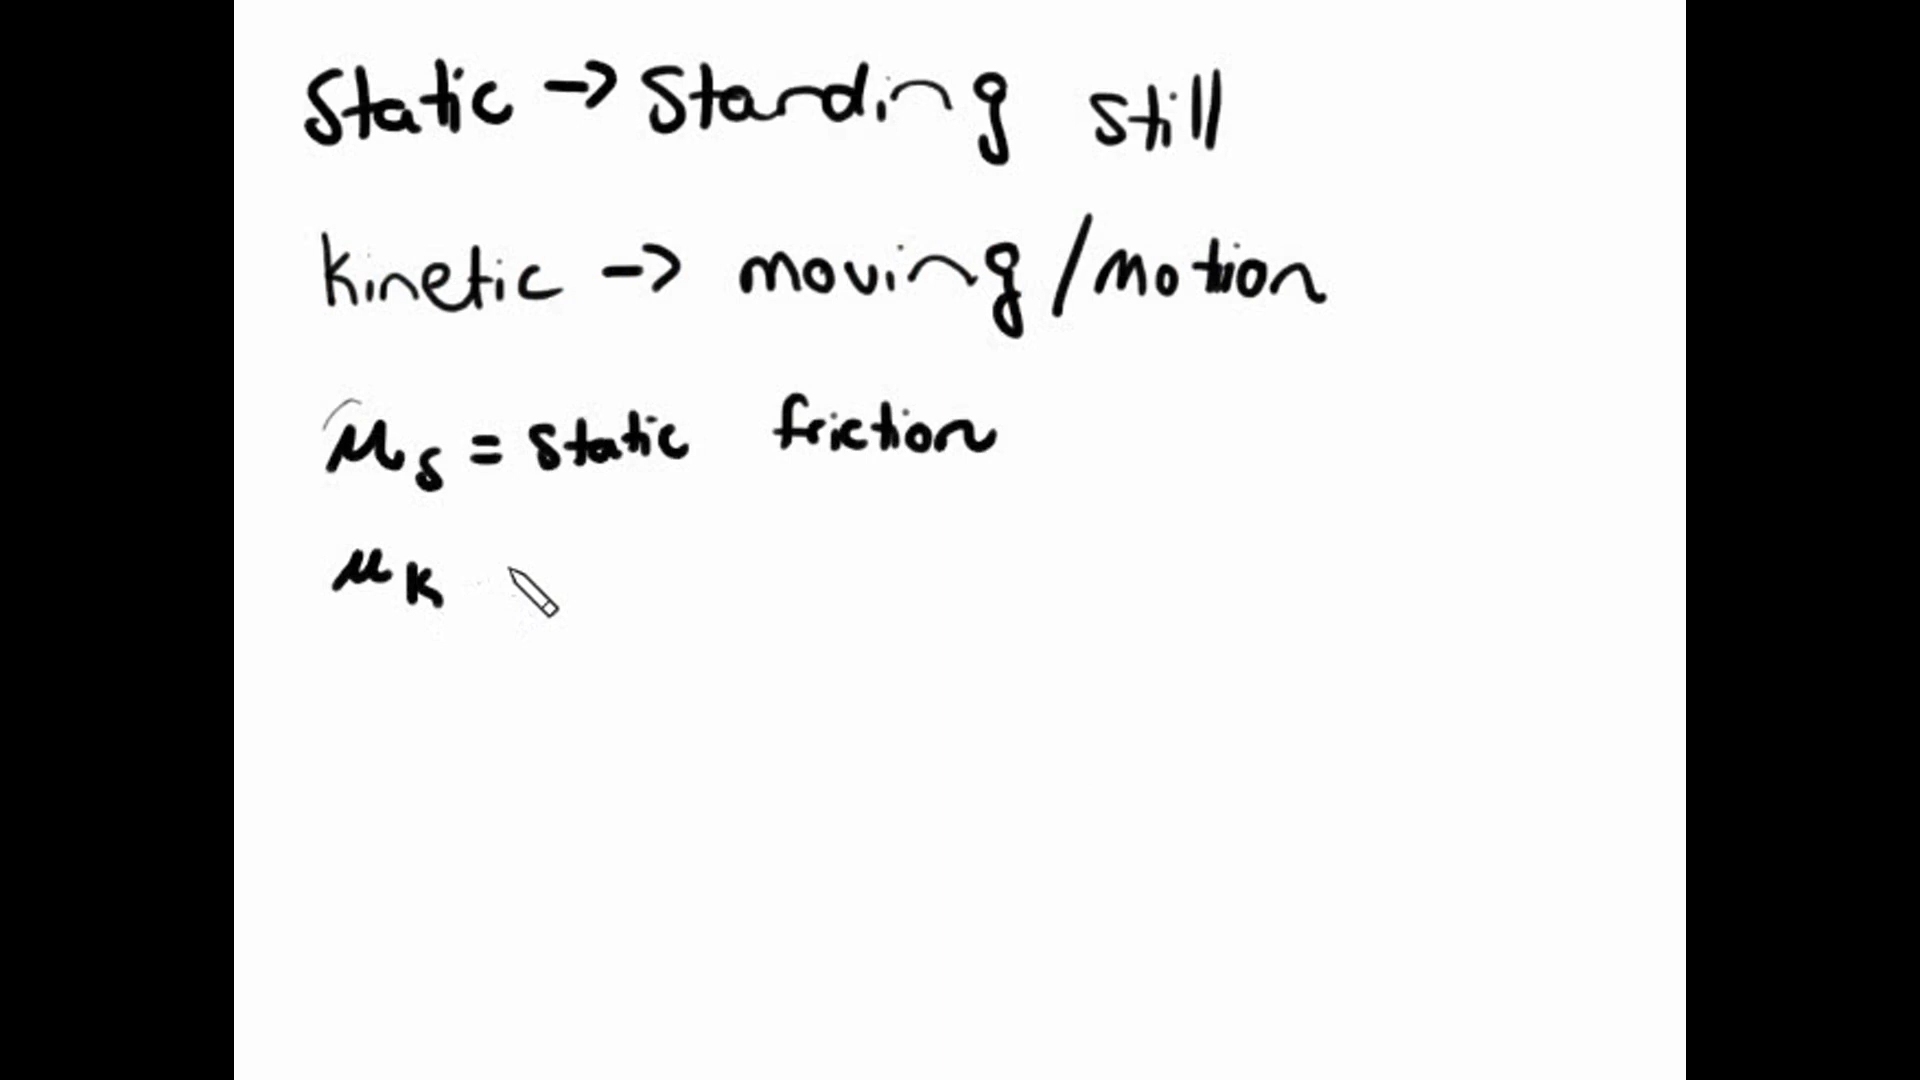 Static → Standing still
kinetic → moving/Motion
μs = static friction
μk